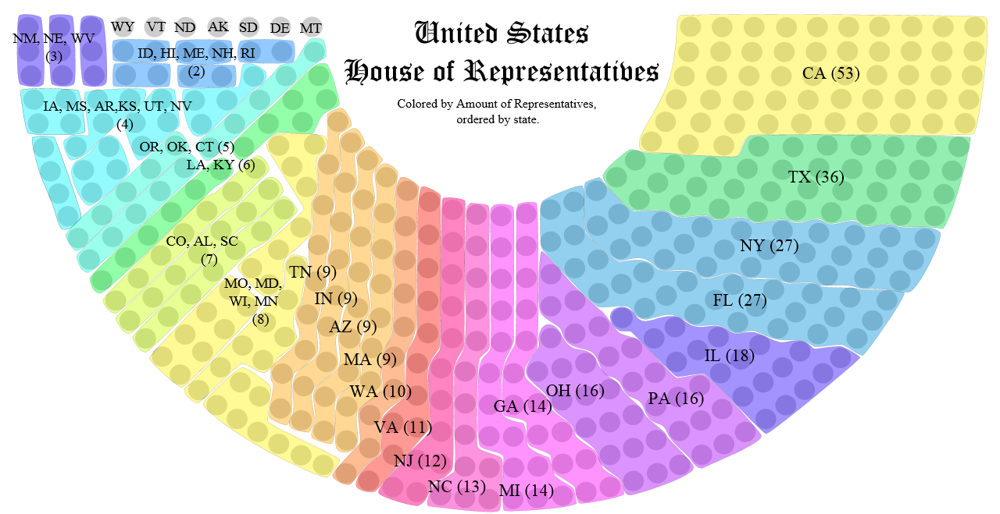 United States
House of Representatives
Colored by Amount of Representatives,
ordered by state.
WY VT ND AK SD DE MT
NM, NE, WV
(3)
ID, HI, ME, NH, RI
(2)
IA, MS, AR,KS, UT, NV
(4)
OR, OK, CT (5)
LA, KY (6)
CO, AL, SC
(7)
MO, MD,
WI, MN
(8)
TN (9)
IN (9)
AZ (9)
MA (9)
WA (10)
VA (11)
NJ (12)
NC (13)
MI (14)
GA (14)
OH (16)
PA (16)
IL (18)
FL (27)
NY (27)
TX (36)
CA (53)